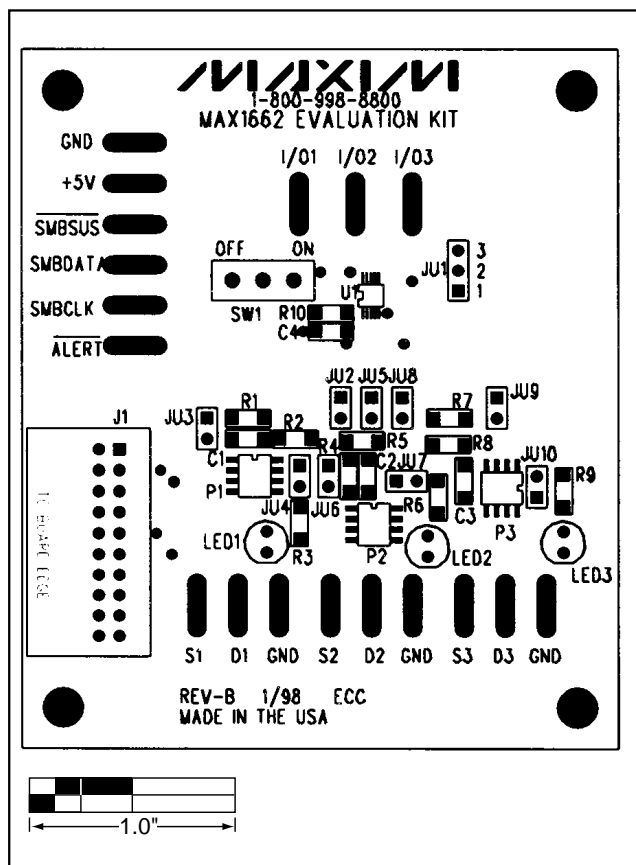 MAXIM
1-800-998-8800
MAX1662 EVALUATION KIT
GND
+5V
SMBSUS
SMBDATA
SMBCLK
ALERT
I/O1 I/O2 I/O3
OFF ON
SW1
U1
R10
C4
JU1
3
2
1
JU2 JU5 JU8
J1
JU3
R1
R2
R4
R5
R7
JU9
R8
C1
P1
JU4
JU6
C2
JU7
R6
C3
JU10
R9
P3
LED1
R3
P2
LED2
LED3
S1 D1 GND S2 D2 GND S3 D3 GND
REV-B 1/98 ECC
MADE IN THE USA
1.0"